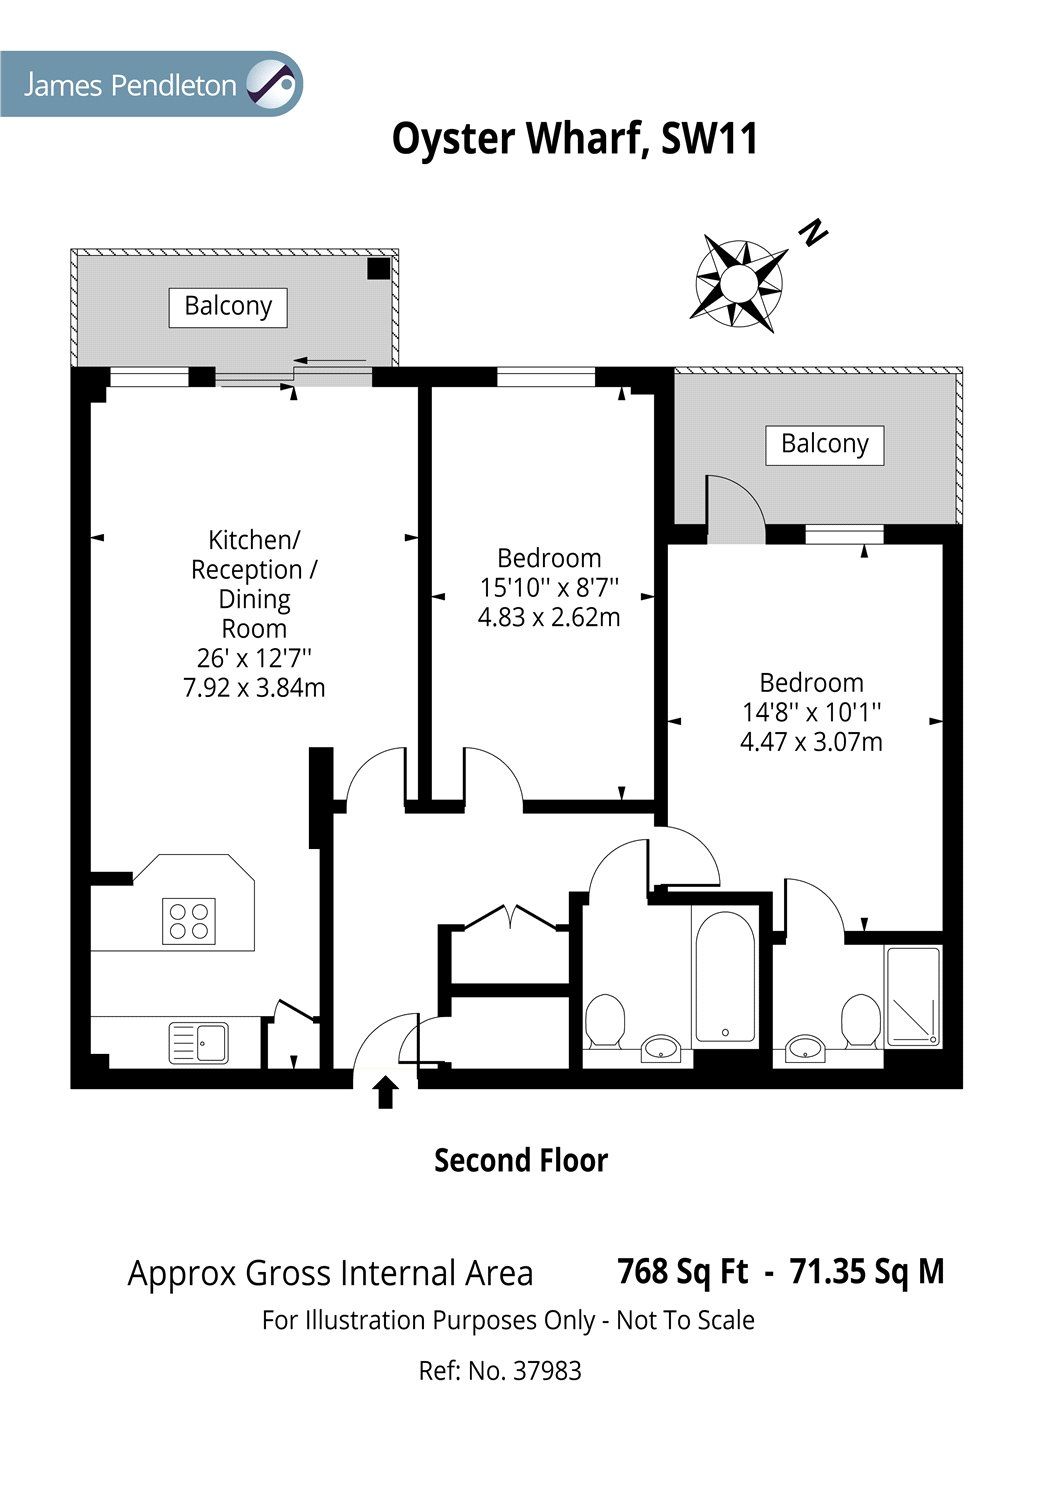 James Pendleton
Oyster Wharf, SW11
N
Balcony
Balcony
Kitchen/
Reception /
Dining
Room
26' x 12'7''
7.92 x 3.84m
Bedroom
15'10'' x 8'7''
4.83 x 2.62m
Bedroom
14'8'' x 10'1''
4.47 x 3.07m
Second Floor
Approx Gross Internal Area 768 Sq Ft - 71.35 Sq M
For Illustration Purposes Only - Not To Scale
Ref: No. 37983